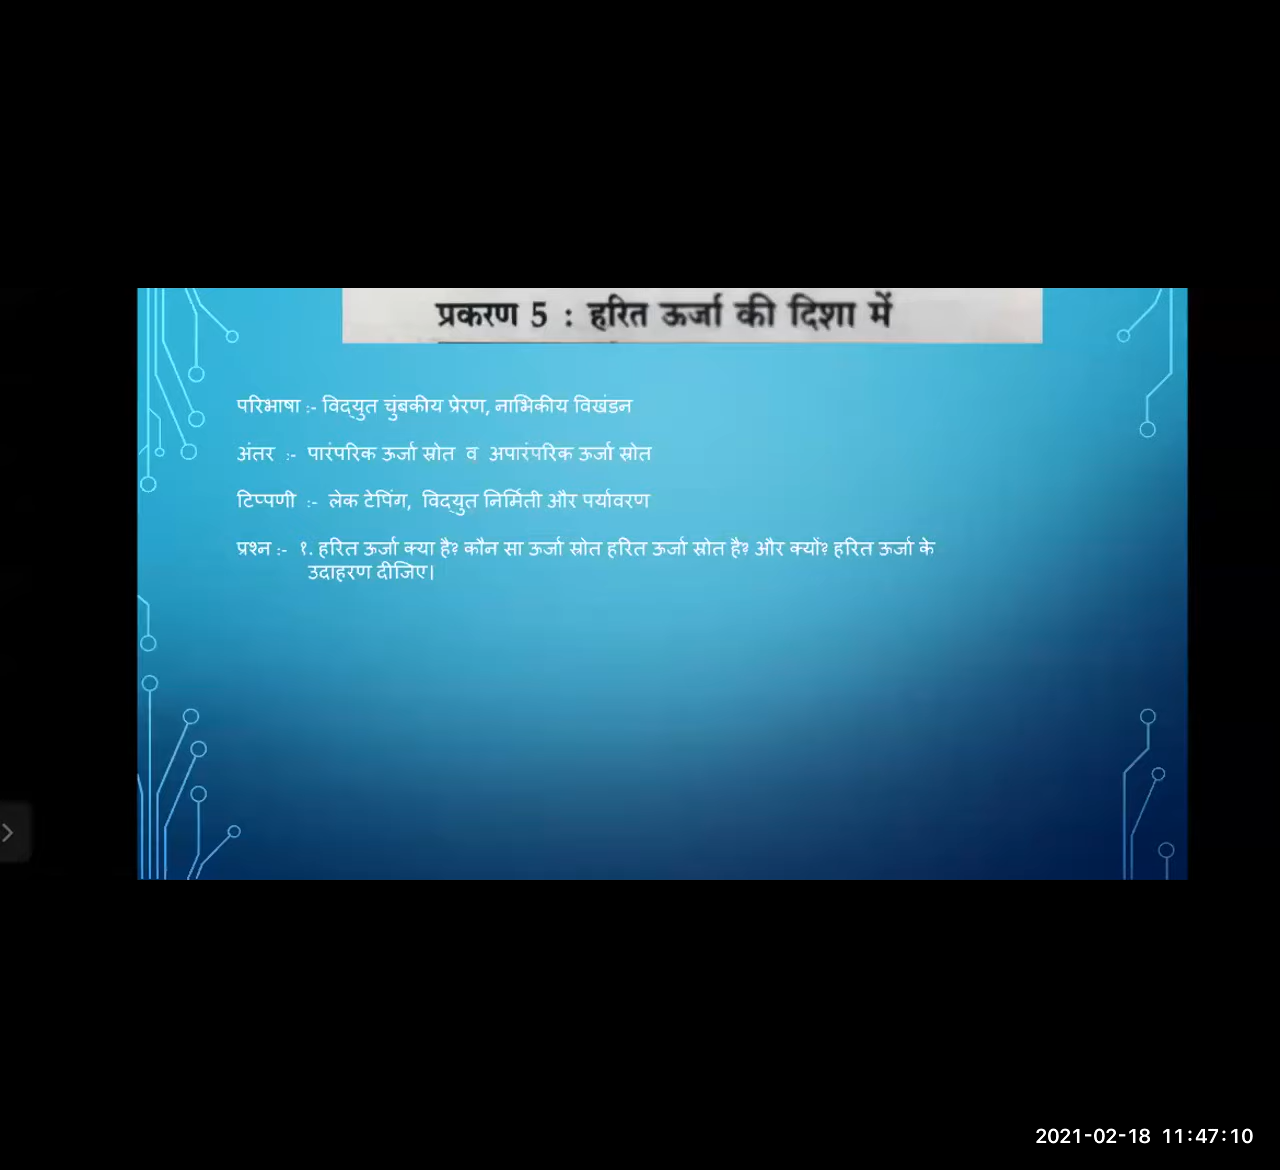 प्रकरण 5 : हरित ऊर्जा की दिशा में
परिभाषा :- विद्युत चुंबकीय प्रेरण, नाभिकीय विखंडन
अंतर :- पारंपरिक ऊर्जा स्रोत व अपारंपरिक ऊर्जा स्रोत
टिप्पणी :- लेक टेपिंग, विद्युत निर्मिती और पर्यावरण
प्रश्न :- १. हरित ऊर्जा क्या है? कौन सा ऊर्जा स्रोत हरित ऊर्जा स्रोत है? और क्यों? हरित ऊर्जा के
उदाहरण दीजिए।
2021-02-18 11:47:10